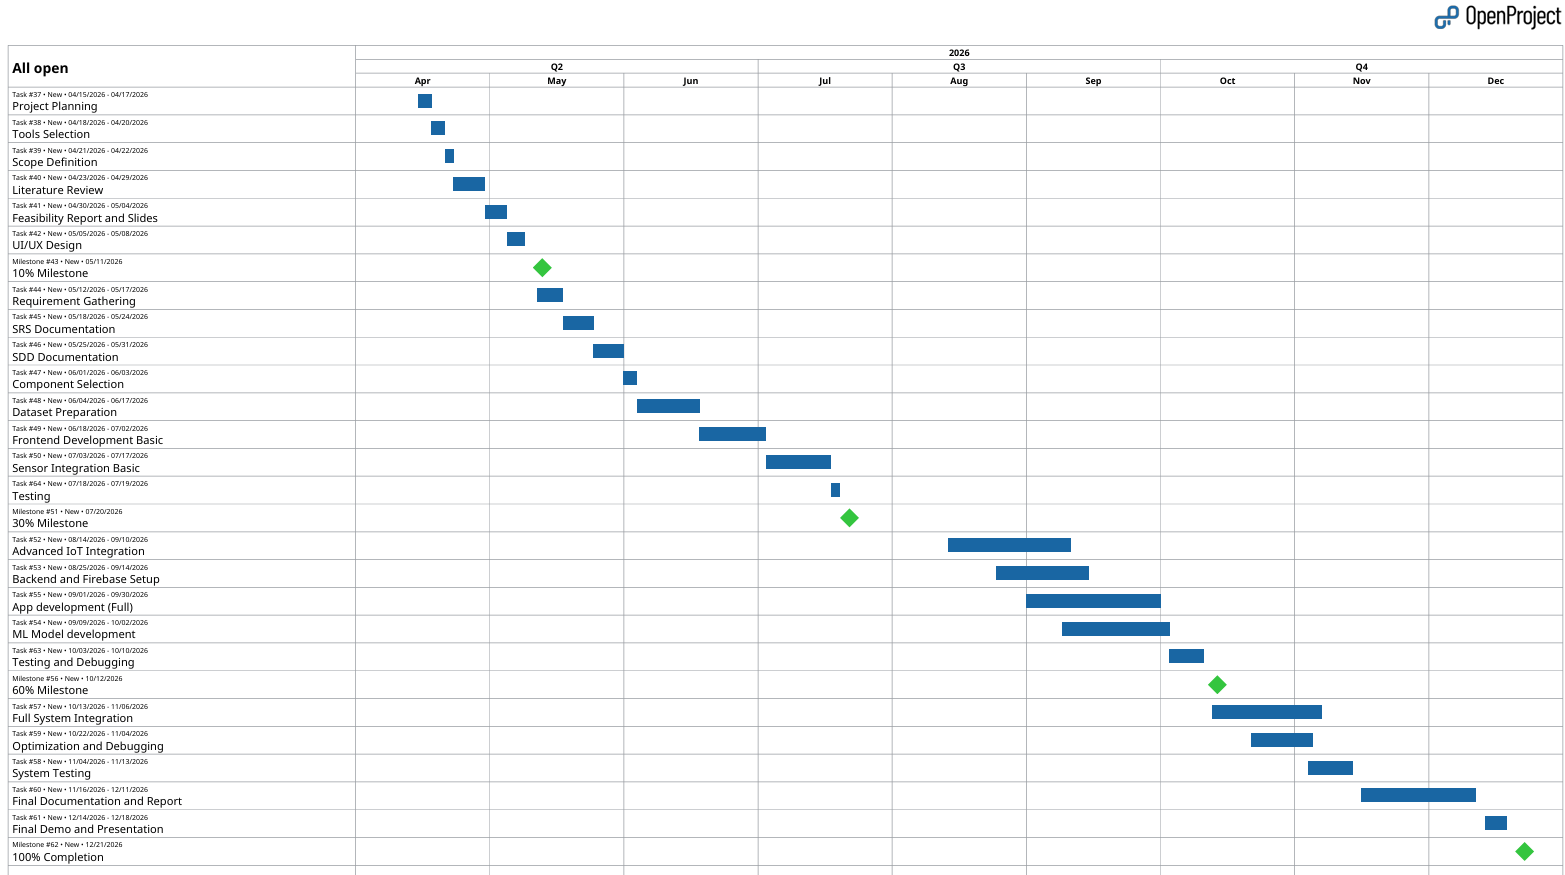 OpenProject
2026
All open
Q2 Q3 Q4
Apr May Jun Jul Aug Sep Oct Nov Dec
Task #37 • New • 04/15/2026 - 04/17/2026
Project Planning
Task #38 • New • 04/18/2026 - 04/20/2026
Tools Selection
Task #39 • New • 04/21/2026 - 04/22/2026
Scope Definition
Task #40 • New • 04/23/2026 - 04/29/2026
Literature Review
Task #41 • New • 04/30/2026 - 05/04/2026
Feasibility Report and Slides
Task #42 • New • 05/05/2026 - 05/08/2026
UI/UX Design
Milestone #43 • New • 05/11/2026
10% Milestone
Task #44 • New • 05/12/2026 - 05/17/2026
Requirement Gathering
Task #45 • New • 05/18/2026 - 05/24/2026
SRS Documentation
Task #46 • New • 05/25/2026 - 05/31/2026
SDD Documentation
Task #47 • New • 06/01/2026 - 06/03/2026
Component Selection
Task #48 • New • 06/04/2026 - 06/17/2026
Dataset Preparation
Task #49 • New • 06/18/2026 - 07/02/2026
Frontend Development Basic
Task #50 • New • 07/03/2026 - 07/17/2026
Sensor Integration Basic
Task #64 • New • 07/18/2026 - 07/19/2026
Testing
Milestone #51 • New • 07/20/2026
30% Milestone
Task #52 • New • 08/14/2026 - 09/10/2026
Advanced IoT Integration
Task #53 • New • 08/25/2026 - 09/14/2026
Backend and Firebase Setup
Task #55 • New • 09/01/2026 - 09/30/2026
App development (Full)
Task #54 • New • 09/09/2026 - 10/02/2026
ML Model development
Task #63 • New • 10/03/2026 - 10/10/2026
Testing and Debugging
Milestone #56 • New • 10/12/2026
60% Milestone
Task #57 • New • 10/13/2026 - 11/06/2026
Full System Integration
Task #59 • New • 10/22/2026 - 11/04/2026
Optimization and Debugging
Task #58 • New • 11/04/2026 - 11/13/2026
System Testing
Task #60 • New • 11/16/2026 - 12/11/2026
Final Documentation and Report
Task #61 • New • 12/14/2026 - 12/18/2026
Final Demo and Presentation
Milestone #62 • New • 12/21/2026
100% Completion